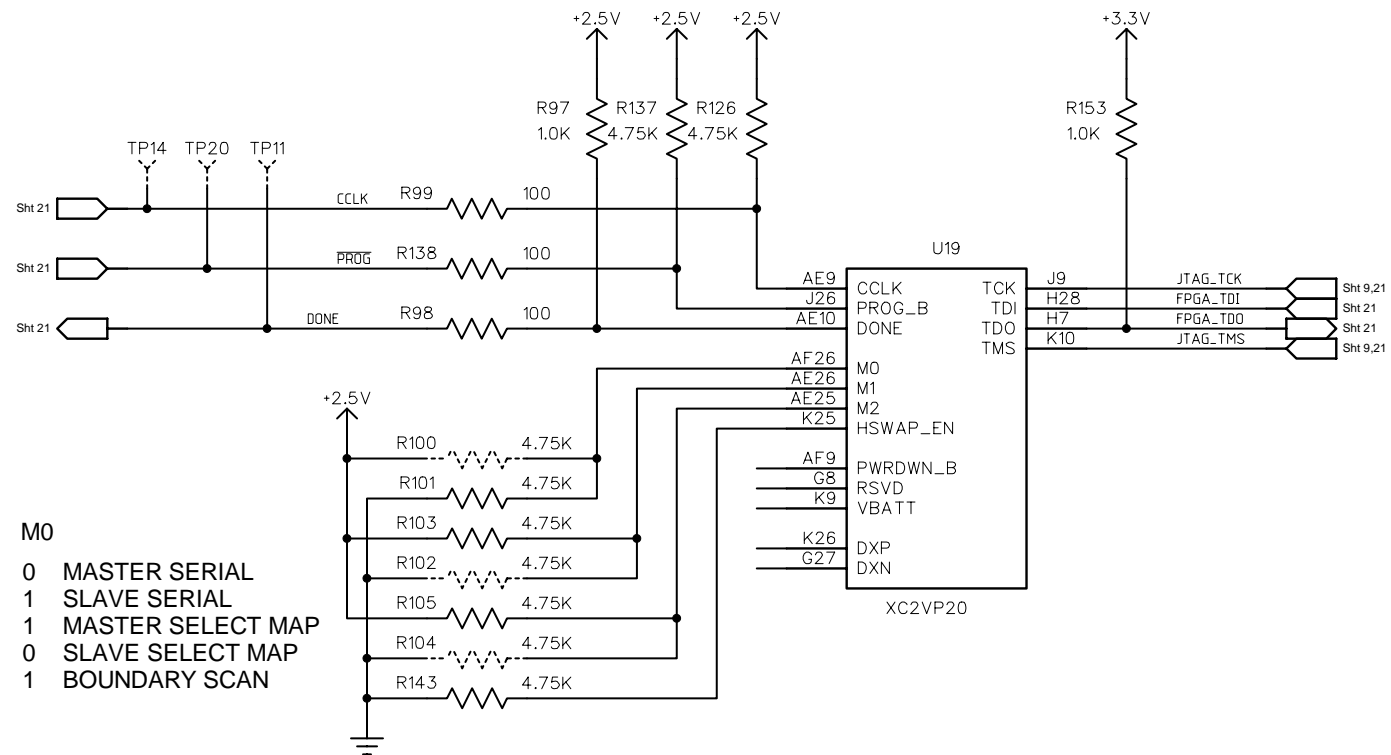 +2.5V +2.5V +2.5V +3.3V
R97 R137 R126 R153
1.0K 4.75K 4.75K 1.0K
TP14 TP20 TP11
Sht 21 CCLK R99 100
Sht 21 PROG R138 100
Sht 21 DONE R98 100
U19
AE9 CCLK TCK J9 JTAG_TCK Sht 9,21
J26 PROG_B TDI H28 FPGA_TDI Sht 21
AE10 DONE TDO H7 FPGA_TDO Sht 21
TMS K10 JTAG_TMS Sht 9,21
AF26 M0
AE26 M1
AE25 M2
K25 HSWAP_EN
AF9 PWRDWN_B
G8 RSVD
K9 VBATT
K26 DXP
G27 DXN
XC2VP20
+2.5V
R100 4.75K
R101 4.75K
R103 4.75K
R102 4.75K
R105 4.75K
R104 4.75K
R143 4.75K
M0
0 MASTER SERIAL
1 SLAVE SERIAL
1 MASTER SELECT MAP
0 SLAVE SELECT MAP
1 BOUNDARY SCAN